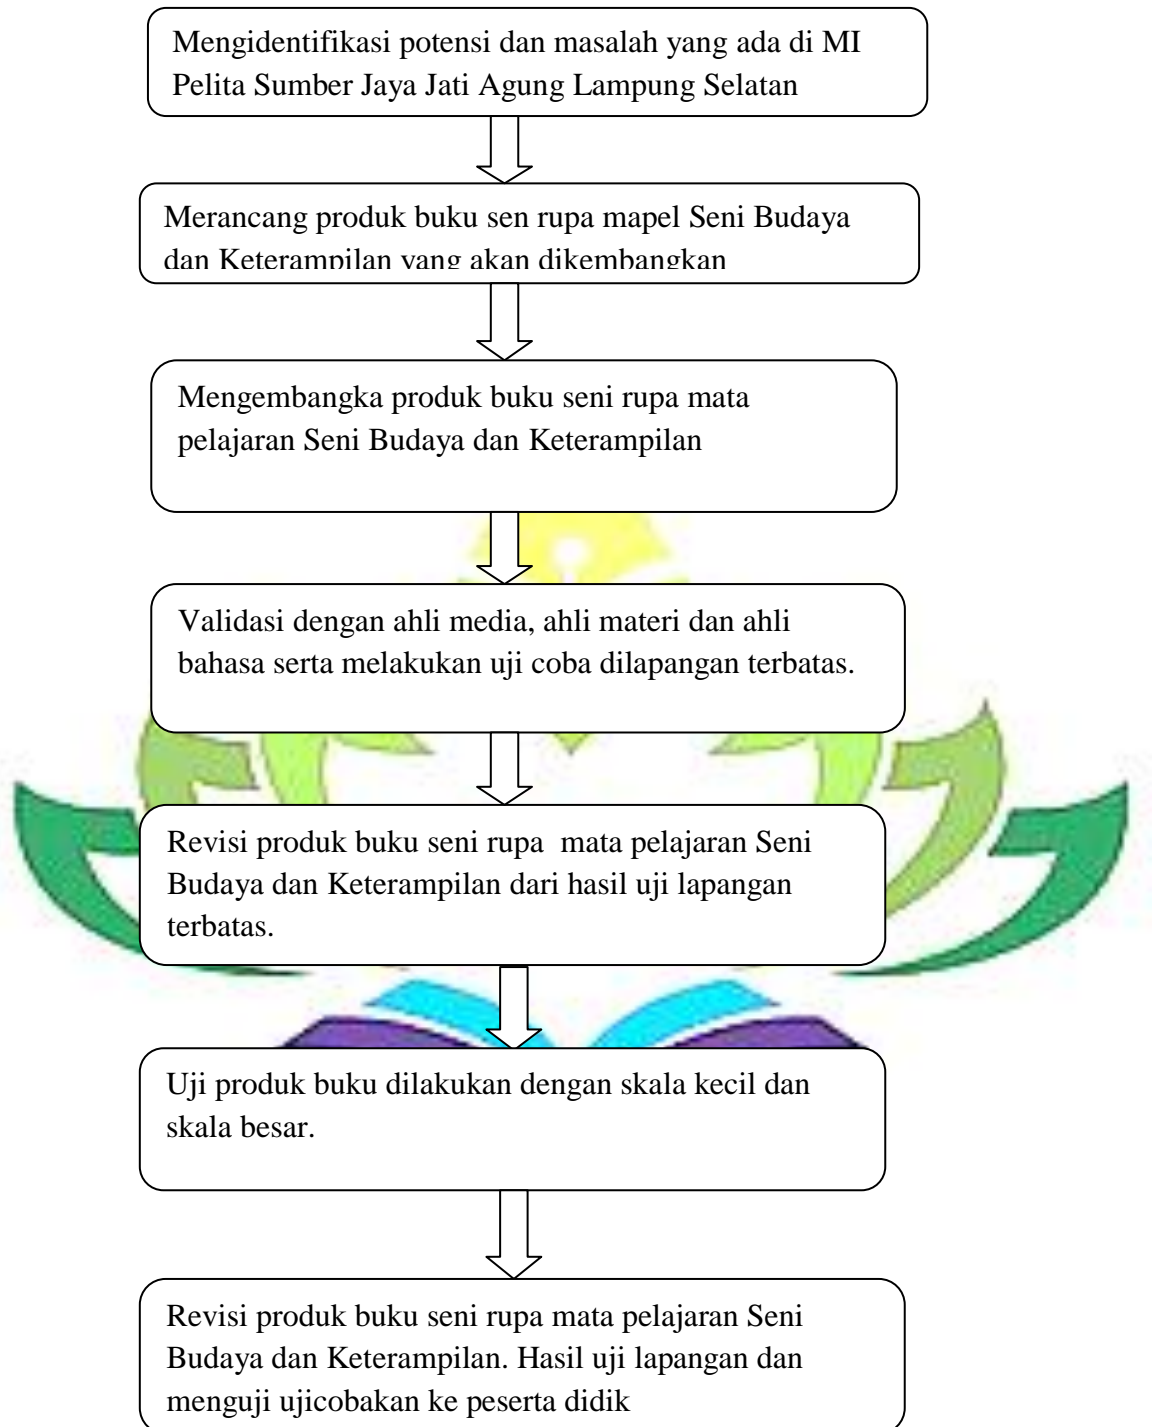 Mengidentifikasi potensi dan masalah yang ada di MI
Pelita Sumber Jaya Jati Agung Lampung Selatan
Merancang produk buku sen rupa mapel Seni Budaya
dan Keterampilan yang akan dikembangkan
Mengembangka produk buku seni rupa mata
pelajaran Seni Budaya dan Keterampilan
Validasi dengan ahli media, ahli materi dan ahli
bahasa serta melakukan uji coba dilapangan terbatas.
Revisi produk buku seni rupa  mata pelajaran Seni
Budaya dan Keterampilan dari hasil uji lapangan
terbatas.
Uji produk buku dilakukan dengan skala kecil dan
skala besar.
Revisi produk buku seni rupa mata pelajaran Seni
Budaya dan Keterampilan. Hasil uji lapangan dan
menguji ujicobakan ke peserta didik